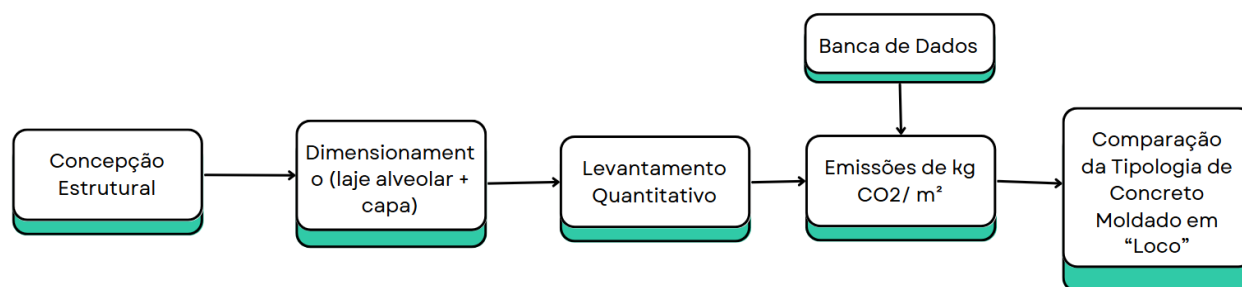 Concepção
Estrutural
Dimensionament
o (laje alveolar +
capa)
Levantamento
Quantitativo
Banca de Dados
Emissões de kg
CO2/ m²
Comparação
da Tipologia de
Concreto
Moldado em
“Loco”